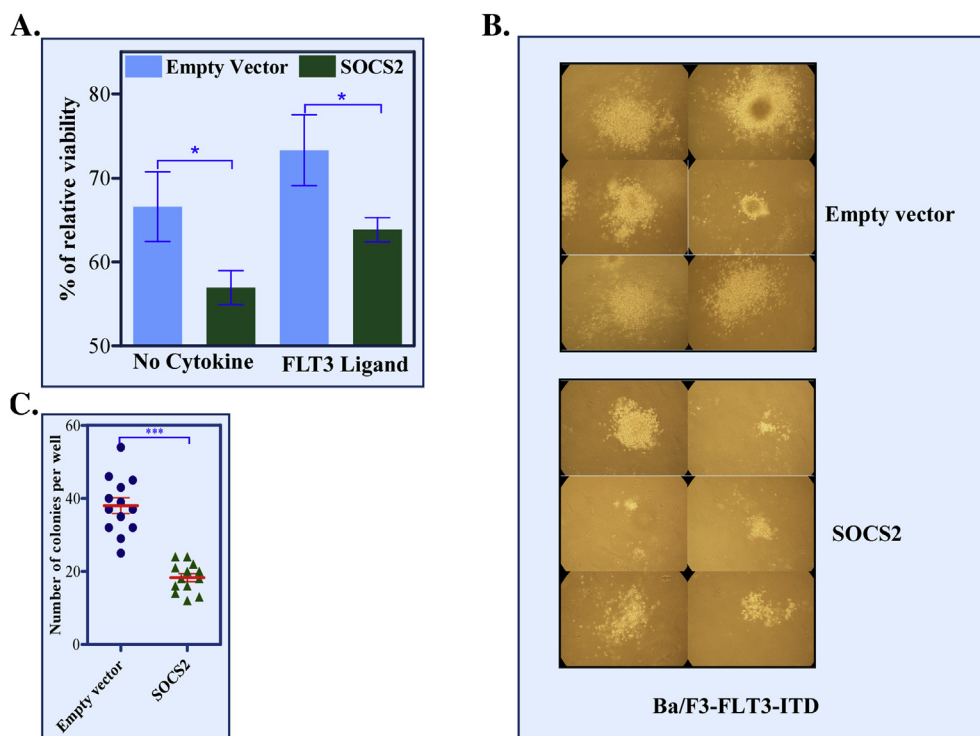 A.
Empty Vector SOCS2
% of relative viability
80
70
60
50
*
*
No Cytokine FLT3 Ligand
B.
Empty vector
SOCS2
Ba/F3-FLT3-ITD
C.
Number of colonies per well
60
40
20
0
***
Empty vector
SOCS2